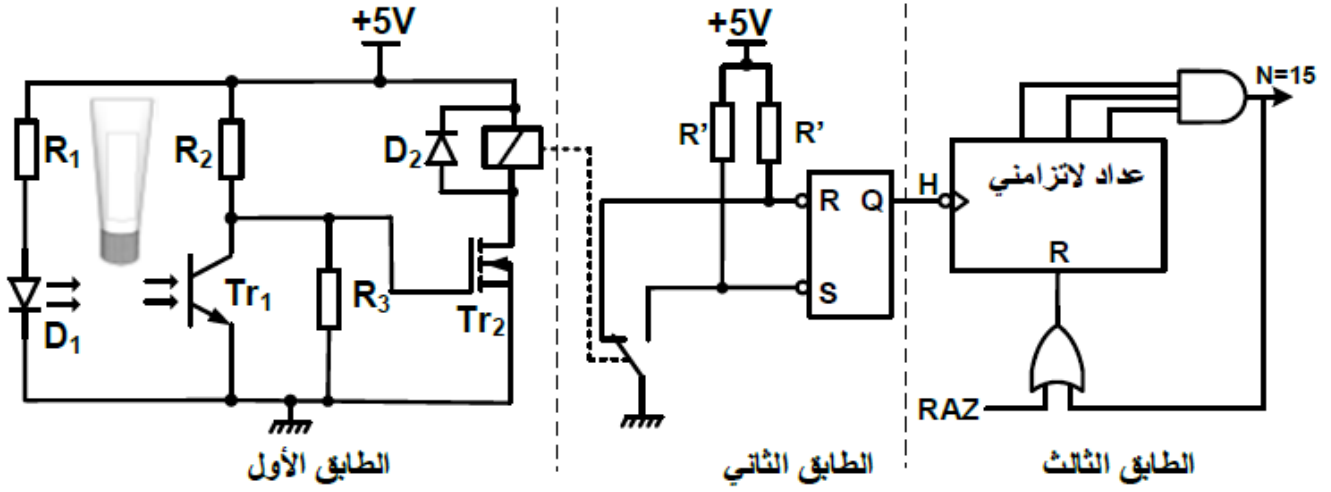 +5V
R₁
R₂
D₂
D₁
Tr₁
R₃
Tr₂
الطابق الأول
+5V
R’
R’
R Q
S
الطابق الثاني
N=15
H
عداد لاتزامني
R
RAZ
الطابق الثالث